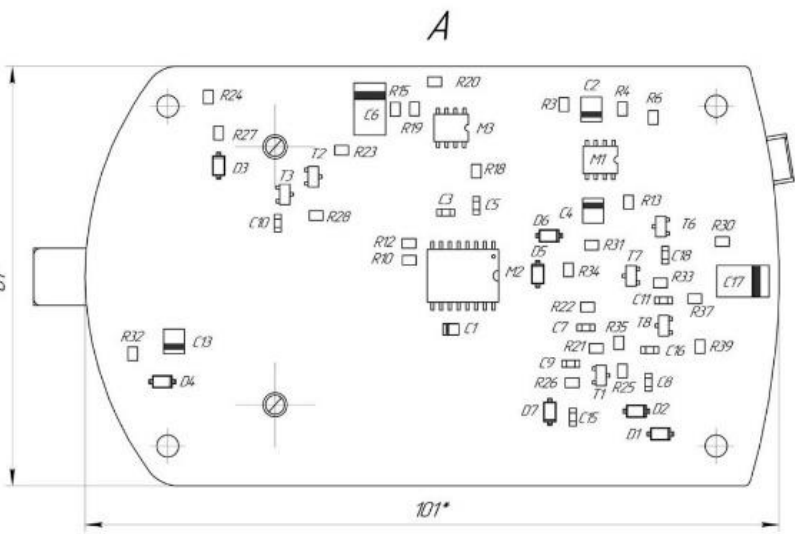 A
R24
R15
R20
C2
R3
R4
R6
C6
R19
M3
R27
D3
T2
R23
M1
T3
R18
C10
R28
C3
C5
C4
R13
T6
D6
R30
R12
R31
C18
D5
T7
R10
M2
R34
R33
C17
C11
R37
R22
C1
C7
R35
T8
R32
C13
R21
C16
R39
C9
D4
R26
R25
C8
T1
D7
C15
D2
D1
101*